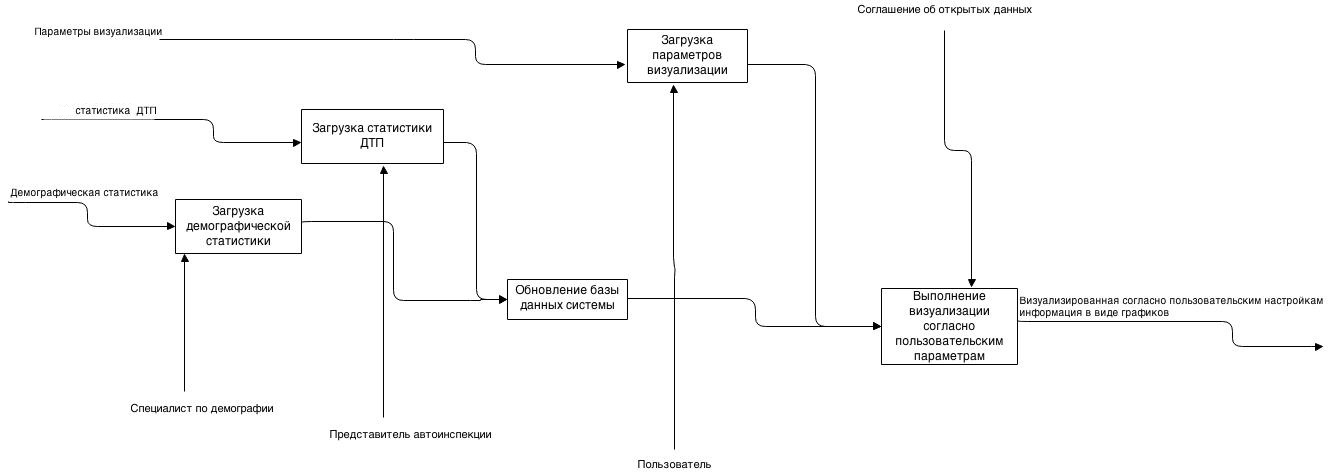 Соглашение об открытых данных
Параметры визуализации
Загрузка
параметров
визуализации
статистика ДТП
Загрузка статистики
ДТП
Демографическая статистика
Загрузка
демографической
статистики
Обновление базы
данных системы
Выполнение
визуализации
согласно
пользовательским
параметрам
Визуализированная согласно пользовательским настройкам
информация в виде графиков
Специалист по демографии
Представитель автоинспекции
Пользователь